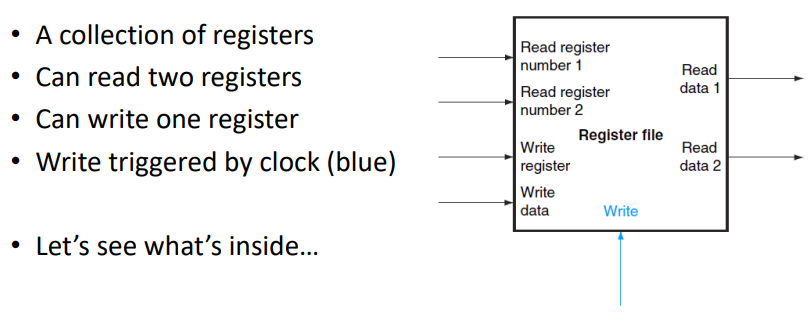 • A collection of registers
• Can read two registers
• Can write one register
• Write triggered by clock (blue)
• Let’s see what’s inside…
Read register
number 1
Read register
number 2
Write
register
Write
data
Register file
Read
data 1
Read
data 2
Write